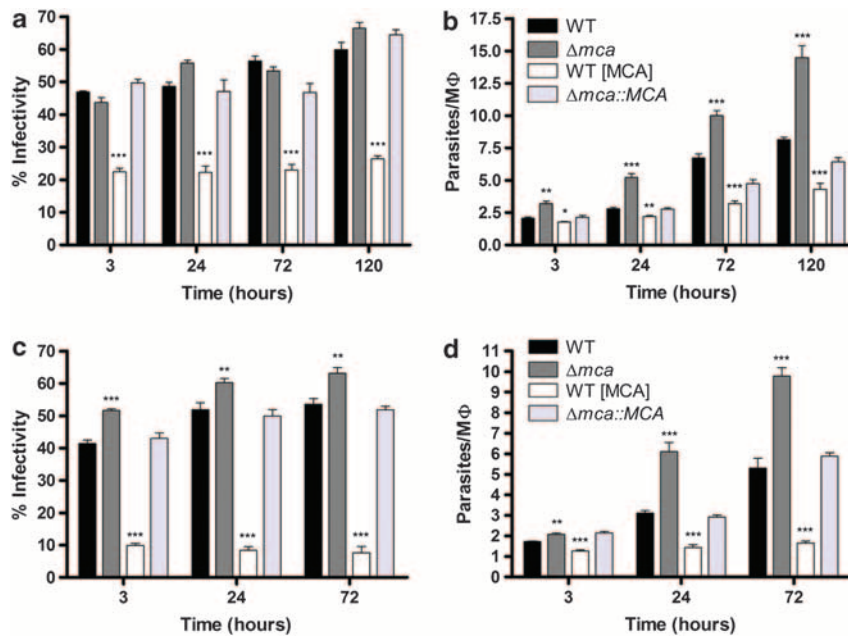 a
70
60
50
40
30
20
10
0
% Infectivity
*** *** *** ***
3 24 72 120
Time (hours)
b
17.5
15.0
12.5
10.0
7.5
5.0
2.5
0.0
Parasites/MΦ
WT
Δmca
WT [MCA]
Δmca::MCA
** * *** ** *** *** *** ***
3 24 72 120
Time (hours)
c
70
60
50
40
30
20
10
0
% Infectivity
*** *** ** *** ** ***
3 24 72
Time (hours)
d
11
10
9
8
7
6
5
4
3
2
1
0
Parasites/MΦ
WT
Δmca
WT [MCA]
Δmca::MCA
** *** *** *** *** ***
3 24 72
Time (hours)